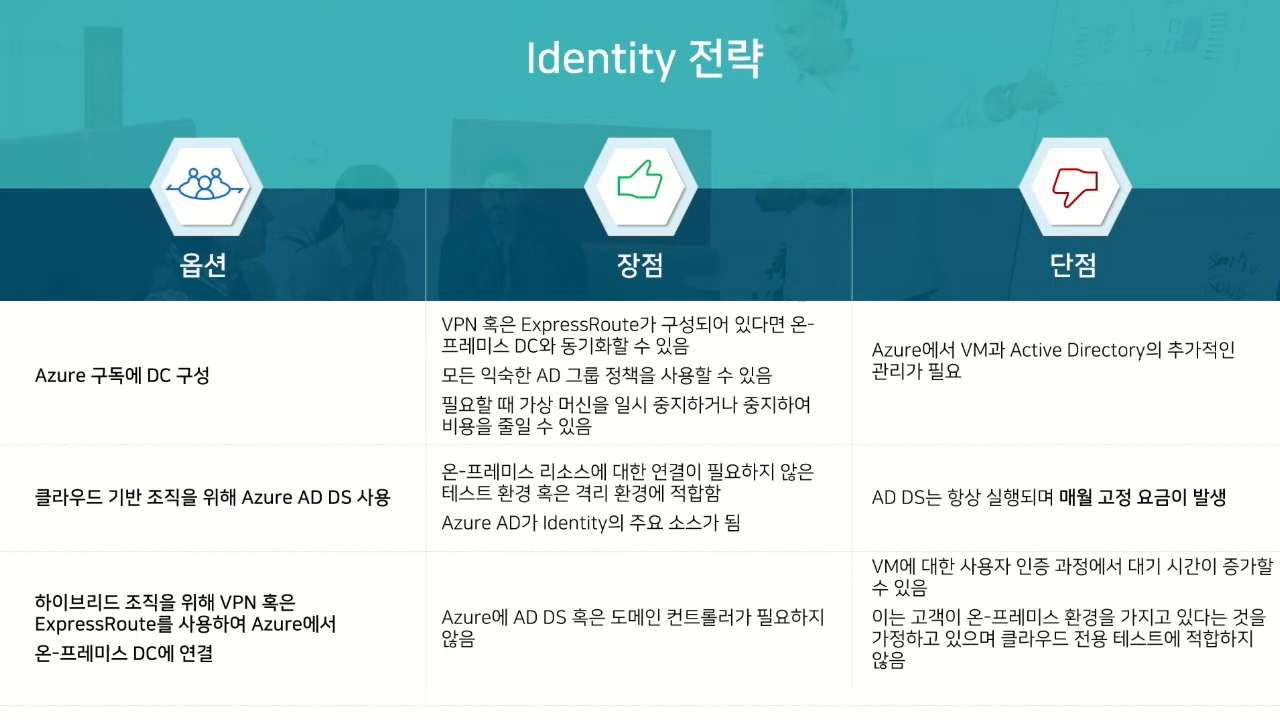 Identity 전략
옵션
장점
단점
Azure 구독에 DC 구성
VPN 혹은 ExpressRoute가 구성되어 있다면 온-
프레미스 DC와 동기화할 수 있음
모든 익숙한 AD 그룹 정책을 사용할 수 있음
필요할 때 가상 머신을 일시 중지하거나 중지하여
비용을 줄일 수 있음
Azure에서 VM과 Active Directory의 추가적인
관리가 필요
클라우드 기반 조직을 위해 Azure AD DS 사용
온-프레미스 리소스에 대한 연결이 필요하지 않은
테스트 환경 혹은 격리 환경에 적합함
Azure AD가 Identity의 주요 소스가 됨
AD DS는 항상 실행되며 매월 고정 요금이 발생
하이브리드 조직을 위해 VPN 혹은
ExpressRoute를 사용하여 Azure에서
온-프레미스 DC에 연결
Azure에 AD DS 혹은 도메인 컨트롤러가 필요하지
않음
VM에 대한 사용자 인증 과정에서 대기 시간이 증가할
수 있음
이는 고객이 온-프레미스 환경을 가지고 있다는 것을
가정하고 있으며 클라우드 전용 테스트에 적합하지
않음